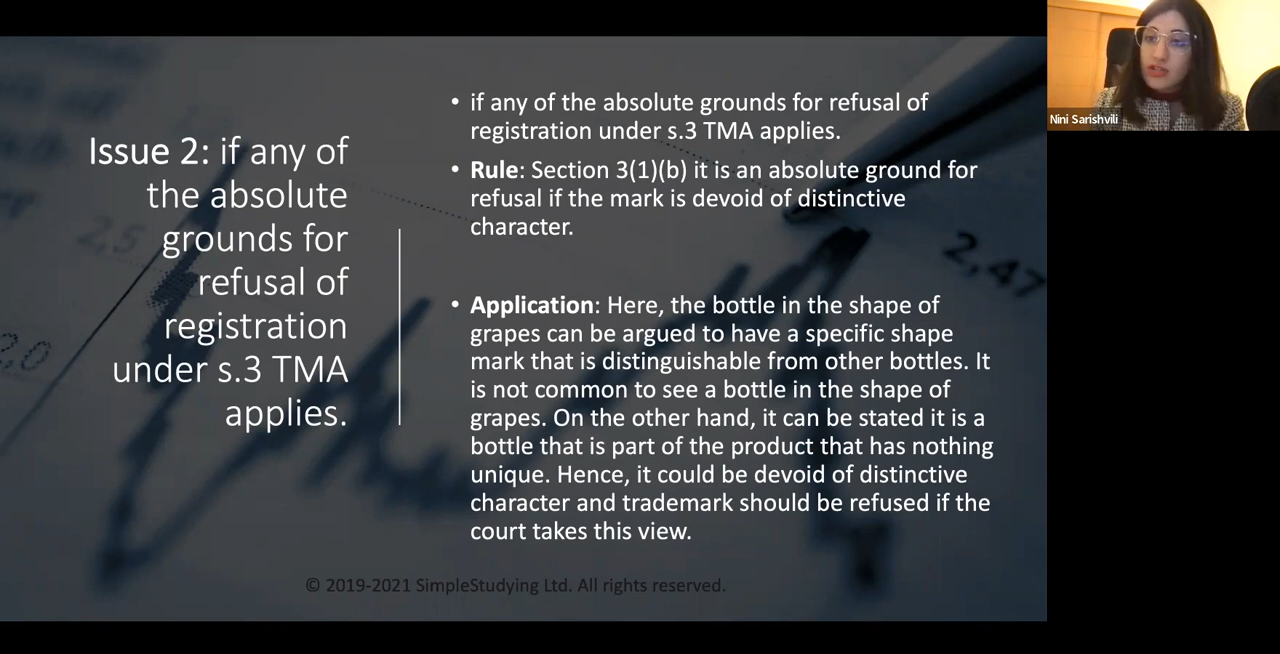 Issue 2: if any of
the absolute
grounds for
refusal of
registration
under s.3 TMA
applies.
• if any of the absolute grounds for refusal of
registration under s.3 TMA applies.
• Rule: Section 3(1)(b) it is an absolute ground for
refusal if the mark is devoid of distinctive
character.
• Application: Here, the bottle in the shape of
grapes can be argued to have a specific shape
mark that is distinguishable from other bottles. It
is not common to see a bottle in the shape of
grapes. On the other hand, it can be stated it is a
bottle that is part of the product that has nothing
unique. Hence, it could be devoid of distinctive
character and trademark should be refused if the
court takes this view.
© 2019-2021 SimpleStudying Ltd. All rights reserved.
Nini Sarishvili
2,5
2,0
2,47